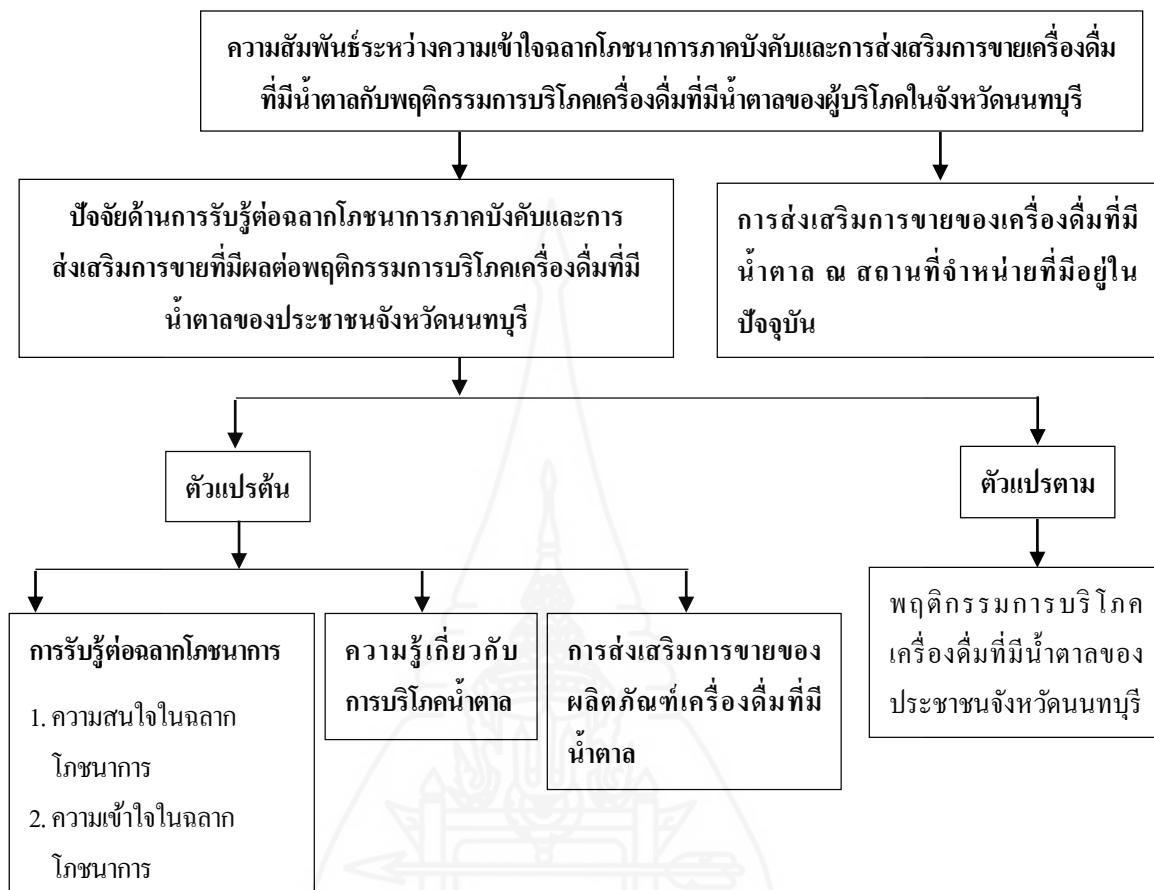 ความสัมพันธ์ระหว่างความเข้าใจฉลากโภชนาการภาคบังคับและการส่งเสริมการขายเครื่องดื่ม
ที่มีน้ำตาลกับพฤติกรรมการบริโภคเครื่องดื่มที่มีน้ำตาลของผู้บริโภคในจังหวัดนนทบุรี
ปัจจัยด้านการรับรู้ต่อฉลากโภชนาการภาคบังคับและการ
ส่งเสริมการขายที่มีผลต่อพฤติกรรมการบริโภคเครื่องดื่มที่มี
น้ำตาลของประชาชนจังหวัดนนทบุรี
การส่งเสริมการขายของเครื่องดื่มที่มี
น้ำตาล ณ สถานที่จำหน่ายที่มีอยู่ใน
ปัจจุบัน
ตัวแปรต้น
ตัวแปรตาม
การรับรู้ต่อฉลากโภชนาการ
1. ความสนใจในฉลาก
โภชนาการ
2. ความเข้าใจในฉลาก
โภชนาการ
ความรู้เกี่ยวกับ
การบริโภคน้ำตาล
การส่งเสริมการขายของ
ผลิตภัณฑ์เครื่องดื่มที่มี
น้ำตาล
พฤติกรรมการบริโภค
เครื่องดื่มที่มีน้ำตาลของ
ประชาชนจังหวัดนนทบุรี